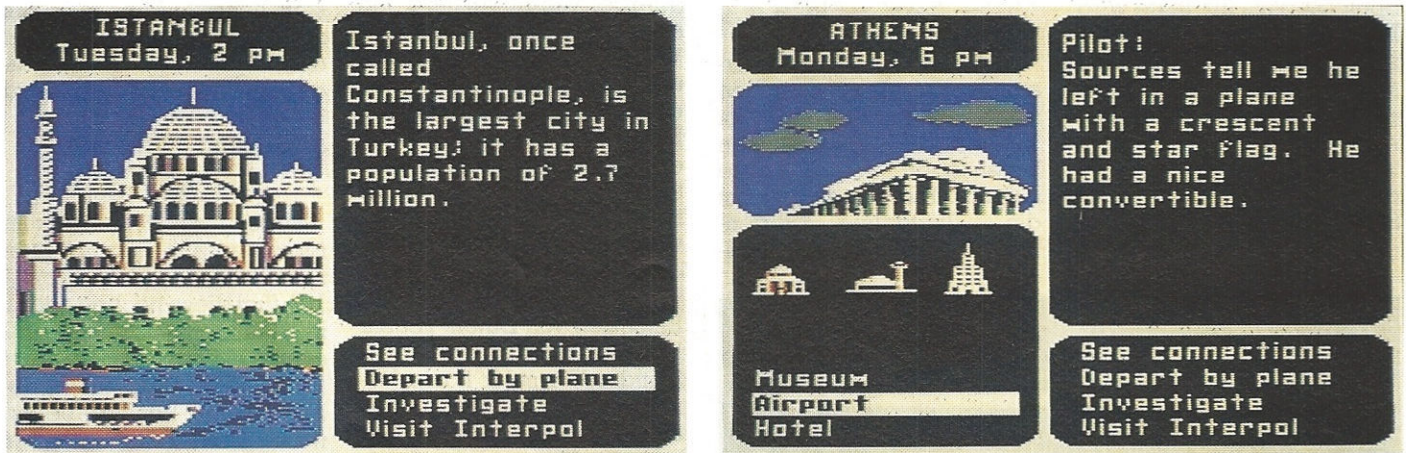 ISTANBUL
Tuesday, 2 pm
Istanbul, once
called
Constantinople, is
the largest city in
Turkey; it has a
population of 2.7
million.
See connections
Depart by plane
Investigate
Visit Interpol
ATHENS
Monday, 6 pm
Pilot:
Sources tell me he
left in a plane
with a crescent
and star flag. He
had a nice
convertible.
Museum
Airport
Hotel
See connections
Depart by plane
Investigate
Visit Interpol